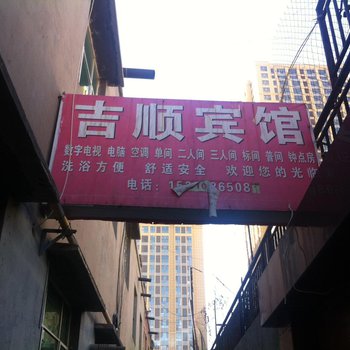 吉顺宾馆
数字电视 电脑 空调 单间 二人间 三人间 标间 普间 钟点房
洗浴方便 舒适安全 欢迎您的光临
电话：